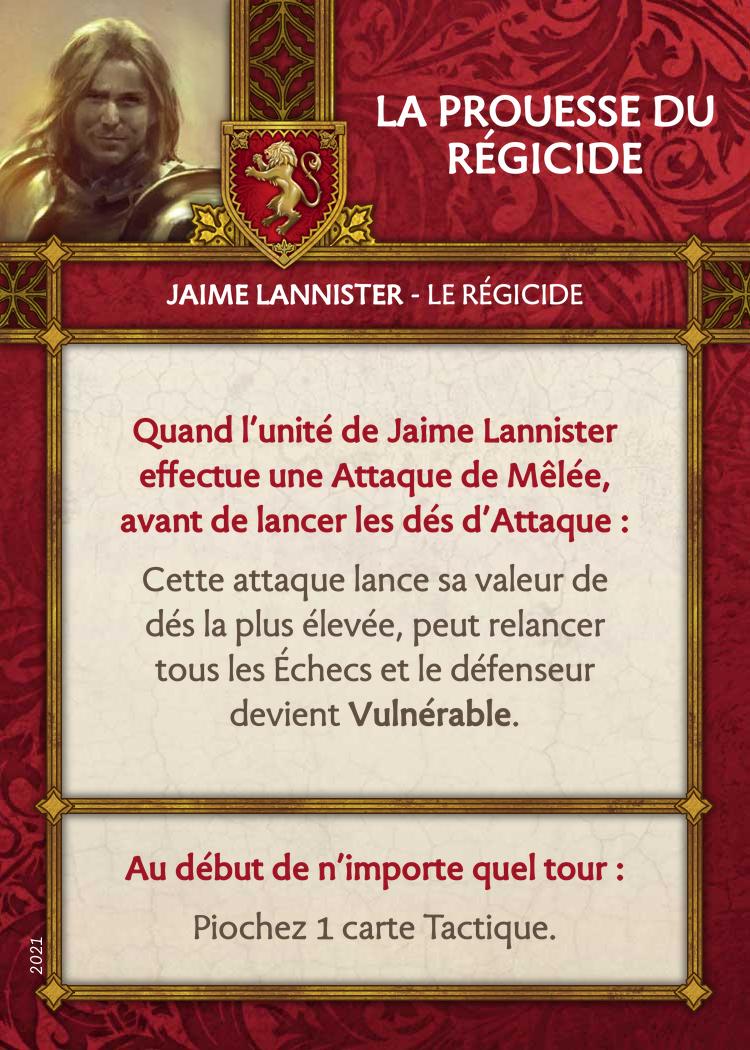 LA PROUESSE DU
RÉGICIDE
JAIME LANNISTER - LE RÉGICIDE
Quand l'unité de Jaime Lannister
effectue une Attaque de Mêlée,
avant de lancer les dés d'Attaque :
Cette attaque lance sa valeur de
dés la plus élevée, peut relancer
tous les Échecs et le défenseur
devient Vulnérable.
Au début de n'importe quel tour :
Piochez 1 carte Tactique.
2021